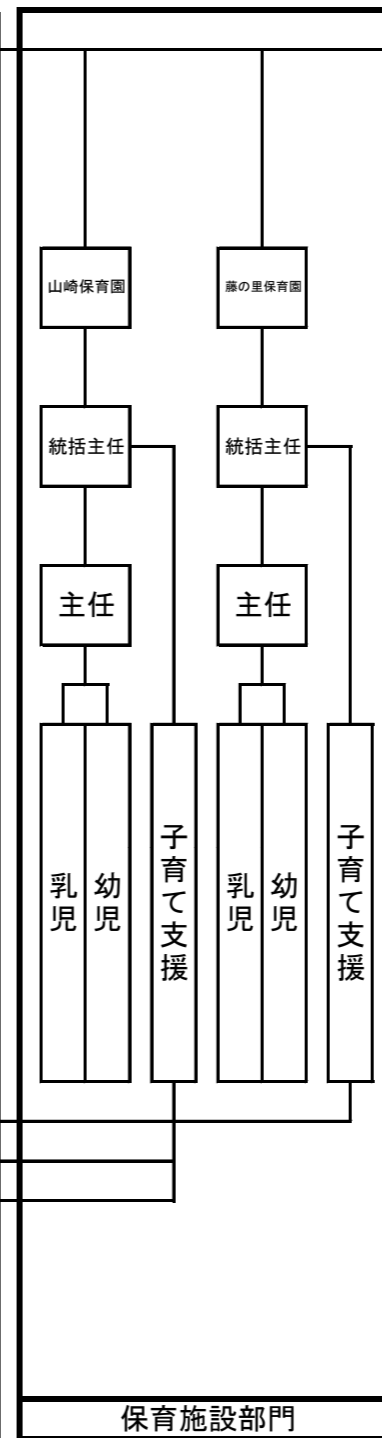 山崎保育園
藤の里保育園
統括主任
統括主任
主任
主任
乳児
幼児
子育て支援
乳児
幼児
子育て支援
保育施設部門